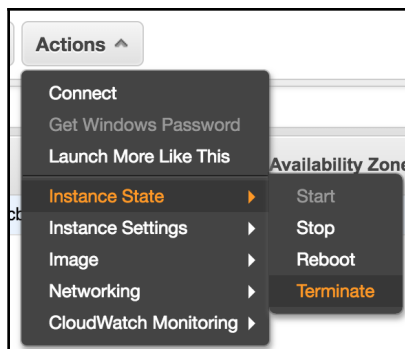 Actions
Connect
Get Windows Password
Launch More Like This
Availability Zone
Instance State
Start
Instance Settings
Stop
Image
Reboot
Networking
Terminate
CloudWatch Monitoring